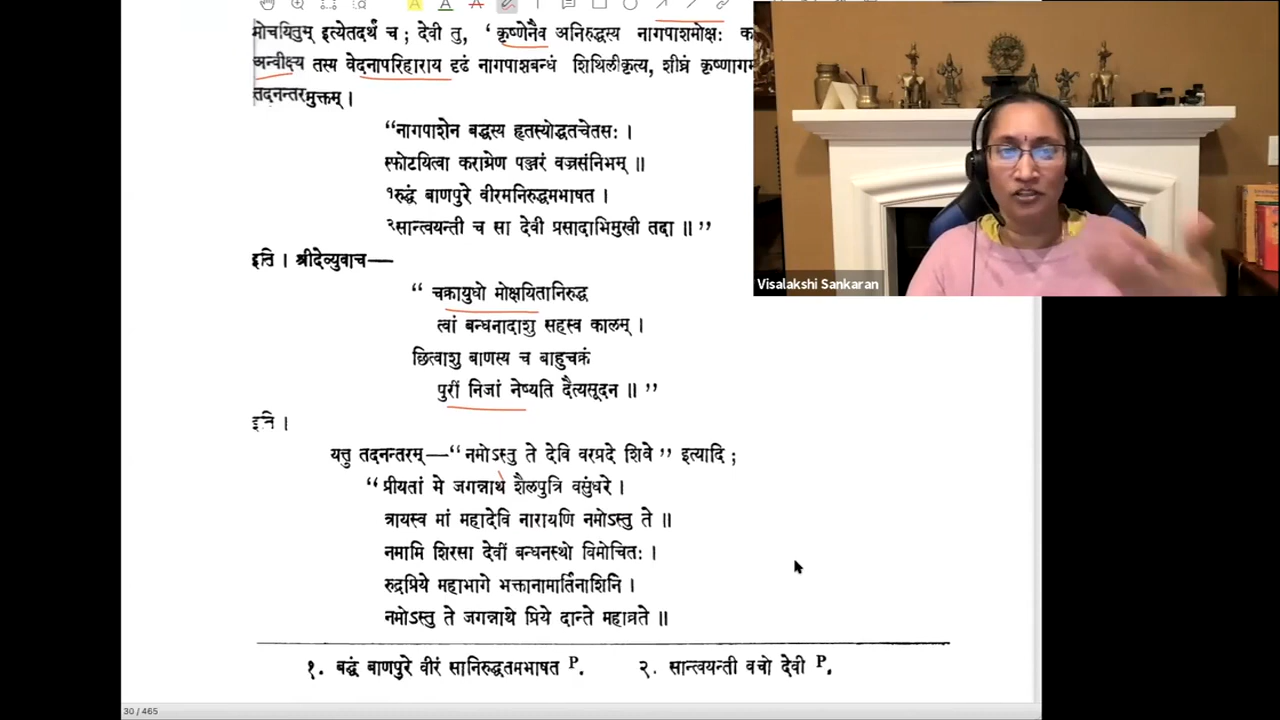 मोचयितुम् इत्येतदर्थं च ; देवी तु, ‘ कृष्णेनैव अनिरुद्धस्य नागपाशमोक्षः क
अन्वीक्ष्य तस्य वेदनापरिहाराय दृढं नागपाशबन्धं शिथिलीकृत्य, शीघ्रं कृष्णागम
तदनन्तरमुक्तम् ।
“नागपाशेन बद्धस्य हृतस्योद्धतचेतसः ।
स्फोटयित्वा कराग्रेण पञ्जरं वज्रसंनिभम् ॥
१रुद्धं बाणपुरे वीरमनिरुद्धमभाषत ।
२सान्त्वयन्ती च सा देवी प्रसादाभिमुखी तदा ॥ ”
इति । श्रीदेव्युवाच—
“ चक्रायुधो मोक्षयितानिरुद्ध
त्वां बन्धनादाशु सहस्व कालम् ।
छित्वाशु बाणस्य च बाहुचक्रं
पुरीं निजां नेष्यति दैत्यसूदन ॥ ”
इति ।
यत्तु तदनन्तरम्—“ नमोऽस्तु ते देवि वरप्रदे शिवे ” इत्यादि ;
“ प्रीयतां मे जगन्नाथे शैलपुत्रि वसुंधरे ।
त्रायस्व मां महादेवि नारायणि नमोऽस्तु ते ॥
नमामि शिरसा देवीं बन्धनस्थो विमोचितः ।
रुद्रप्रिये महाभागे भक्तानामार्तिनाशिनि ।
नमोऽस्तु ते जगन्नाथे प्रिये दान्ते महाव्रते ॥
१. बद्धं बाणपुरे वीरं सानिरुद्धतमभाषत P.
२. सान्त्वयन्ती वचो देवी P.
30 / 465
Visalakshi Sankaran